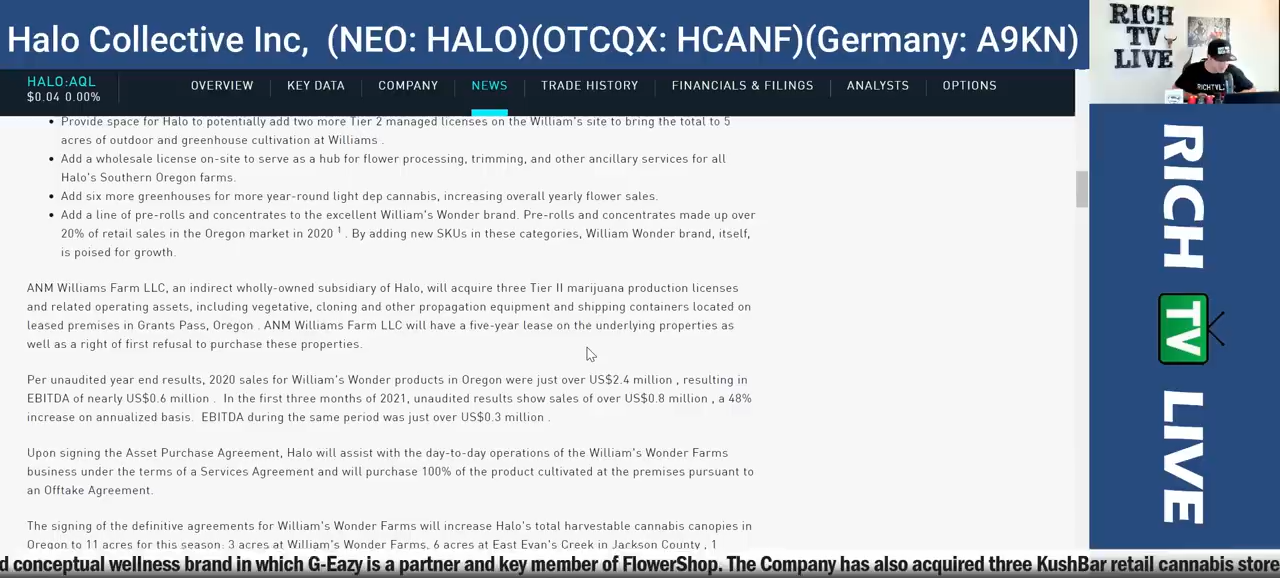 Halo Collective Inc, (NEO: HALO)(OTCQX: HCANF)(Germany: A9KN)
RICH
TV
LIVE
HALO:AQL
$0.04 0.00%
OVERVIEW KEY DATA COMPANY NEWS TRADE HISTORY FINANCIALS & FILINGS ANALYSTS OPTIONS
Provide space for Halo to potentially add two more Tier 2 managed licenses on the William's site to bring the total to 5
acres of outdoor and greenhouse cultivation at Williams .
Add a wholesale license on-site to serve as a hub for flower processing, trimming, and other ancillary services for all
Halo's Southern Oregon farms.
Add six more greenhouses for more year-round light dep cannabis, increasing overall yearly flower sales.
Add a line of pre-rolls and concentrates to the excellent William's Wonder brand. Pre-rolls and concentrates made up over
20% of retail sales in the Oregon market in 2020 1 . By adding new SKUs in these categories, William Wonder brand, itself,
is poised for growth.
ANM Williams Farm LLC, an indirect wholly-owned subsidiary of Halo, will acquire three Tier II marijuana production licenses
and related operating assets, including vegetative, cloning and other propagation equipment and shipping containers located on
leased premises in Grants Pass, Oregon . ANM Williams Farm LLC will have a five-year lease on the underlying properties as
well as a right of first refusal to purchase these properties.
Per unaudited year end results, 2020 sales for William's Wonder products in Oregon were just over US$2.4 million , resulting in
EBITDA of nearly US$0.6 million . In the first three months of 2021, unaudited results show sales of over US$0.8 million , a 48%
increase on annualized basis. EBITDA during the same period was just over US$0.3 million .
Upon signing the Asset Purchase Agreement, Halo will assist with the day-to-day operations of the William's Wonder Farms
business under the terms of a Services Agreement and will purchase 100% of the product cultivated at the premises pursuant to
an Offtake Agreement.
The signing of the definitive agreements for William's Wonder Farms will increase Halo's total harvestable cannabis canopies in
Oregon to 11 acres for this season: 3 acres at William's Wonder Farms, 6 acres at East Evan's Creek in Jackson County , 1
RICH
TV
LIVE
d conceptual wellness brand in which G-Eazy is a partner and key member of FlowerShop. The Company has also acquired three KushBar retail cannabis store